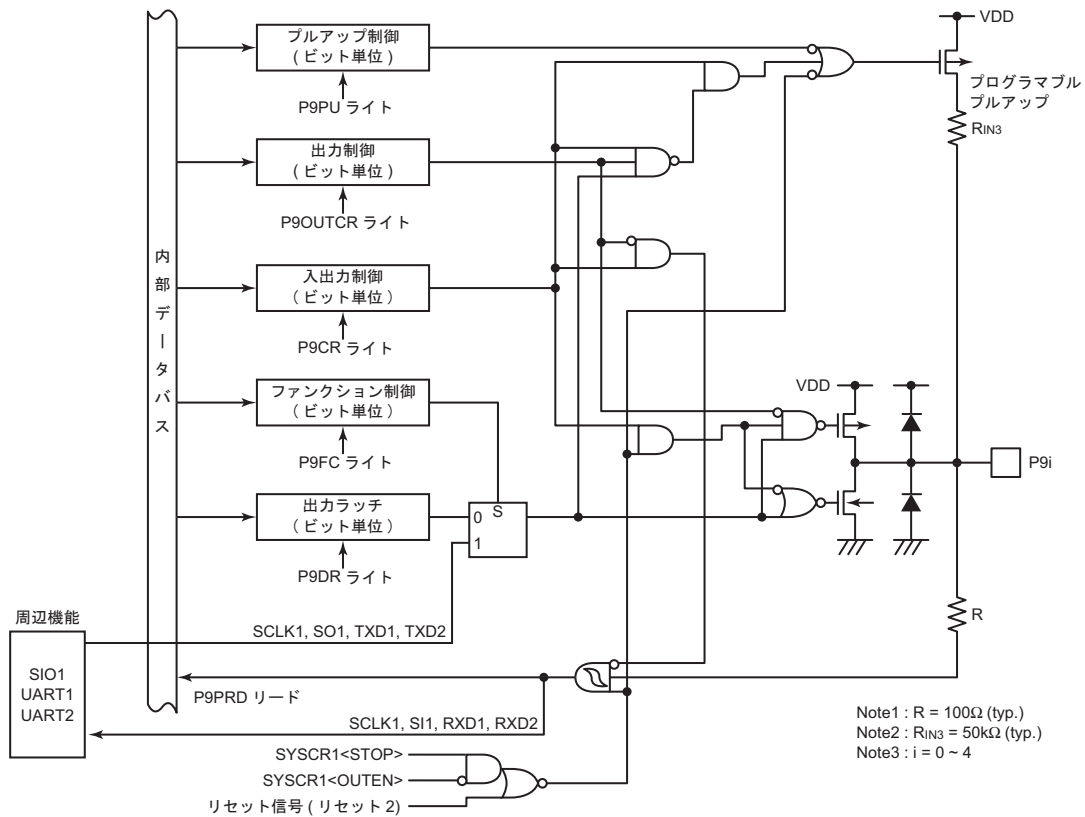 VDD
プルアップ制御
( ビット単位)
P9PU ライト
プログラマブル
プルアップ
RIN3
出力制御
( ビット単位)
P9OUTCR ライト
内部データバス
入出力制御
( ビット単位 )
P9CR ライト
ファンクション制御
( ビット単位 )
P9FC ライト
VDD
P9i
出力ラッチ
( ビット単位 )
P9DR ライト
S
0
1
周辺機能
SIO1
UART1
UART2
SCLK1, SO1, TXD1, TXD2
R
P9PRD リード
SCLK1, SI1, RXD1, RXD2
SYSCR1<STOP>
SYSCR1<OUTEN>
リセット信号 ( リセット 2)
Note1 : R = 100Ω (typ.)
Note2 : RIN3 = 50kΩ (typ.)
Note3 : i = 0 ~ 4